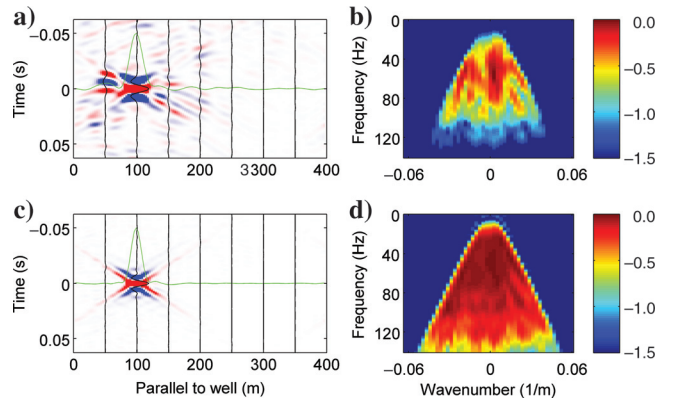 a)
−0.05
0
0.05
Time (s)
0 100 200 3300 400
b)
0
40
80
120
Frequency (Hz)
−0.06 0 0.06
0.0
−0.5
−1.0
−1.5
c)
−0.05
0
0.05
Time (s)
0 100 200 300 400
Parallel to well (m)
d)
0
40
80
120
Frequency (Hz)
−0.06 0 0.06
Wavenumber (1/m)
0.0
−0.5
−1.0
−1.5